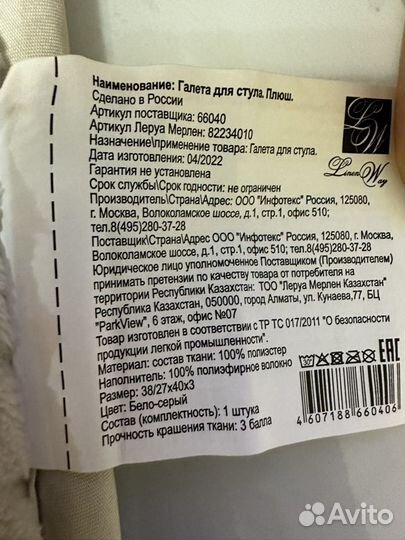 Наименование: Галета для стула. Плюш.
Сделано в России
Артикул поставщика: 66040
Артикул Леруа Мерлен: 82234010
Назначение\применение товара: Галета для стула.
Дата изготовления: 04/2022
Гарантия не установлена
Срок службы\Срок годности: не ограничен
Производитель\Страна\Адрес: ООО "Инфотекс" Россия, 125080,
г. Москва, Волоколамское шоссе, д.1, стр.1, офис 510;
тел.8(495)280-37-28
Поставщик\Страна\Адрес ООО "Инфотекс" Россия, 125080, г. Москва,
Волоколамское шоссе, д.1, стр.1, офис 510; тел.8(495)280-37-28
Юридическое лицо уполномоченное Поставщиком (Производителем)
принимать претензии по качеству товара от потребителя на
территории Республики Казахстан: ТОО "Леруа Мерлен Казахстан"
Республика Казахстан, 050000, город Алматы, ул. Кунаева,77, БЦ
"ParkView", 6 этаж, офис №07
Товар изготовлен в соответствии с ТР ТС 017/2011 "О безопасности
продукции легкой промышленности".
Материал: состав ткани: 100% полиэстер
Наполнитель: 100% полиэфирное волокно
Размер: 38/27х40х3
Цвет: Бело-серый
Состав (комплектность): 1 штука
Прочность крашения ткани: 3 балла
LW
Linen Way
EAC
4 607188 660406
Avito